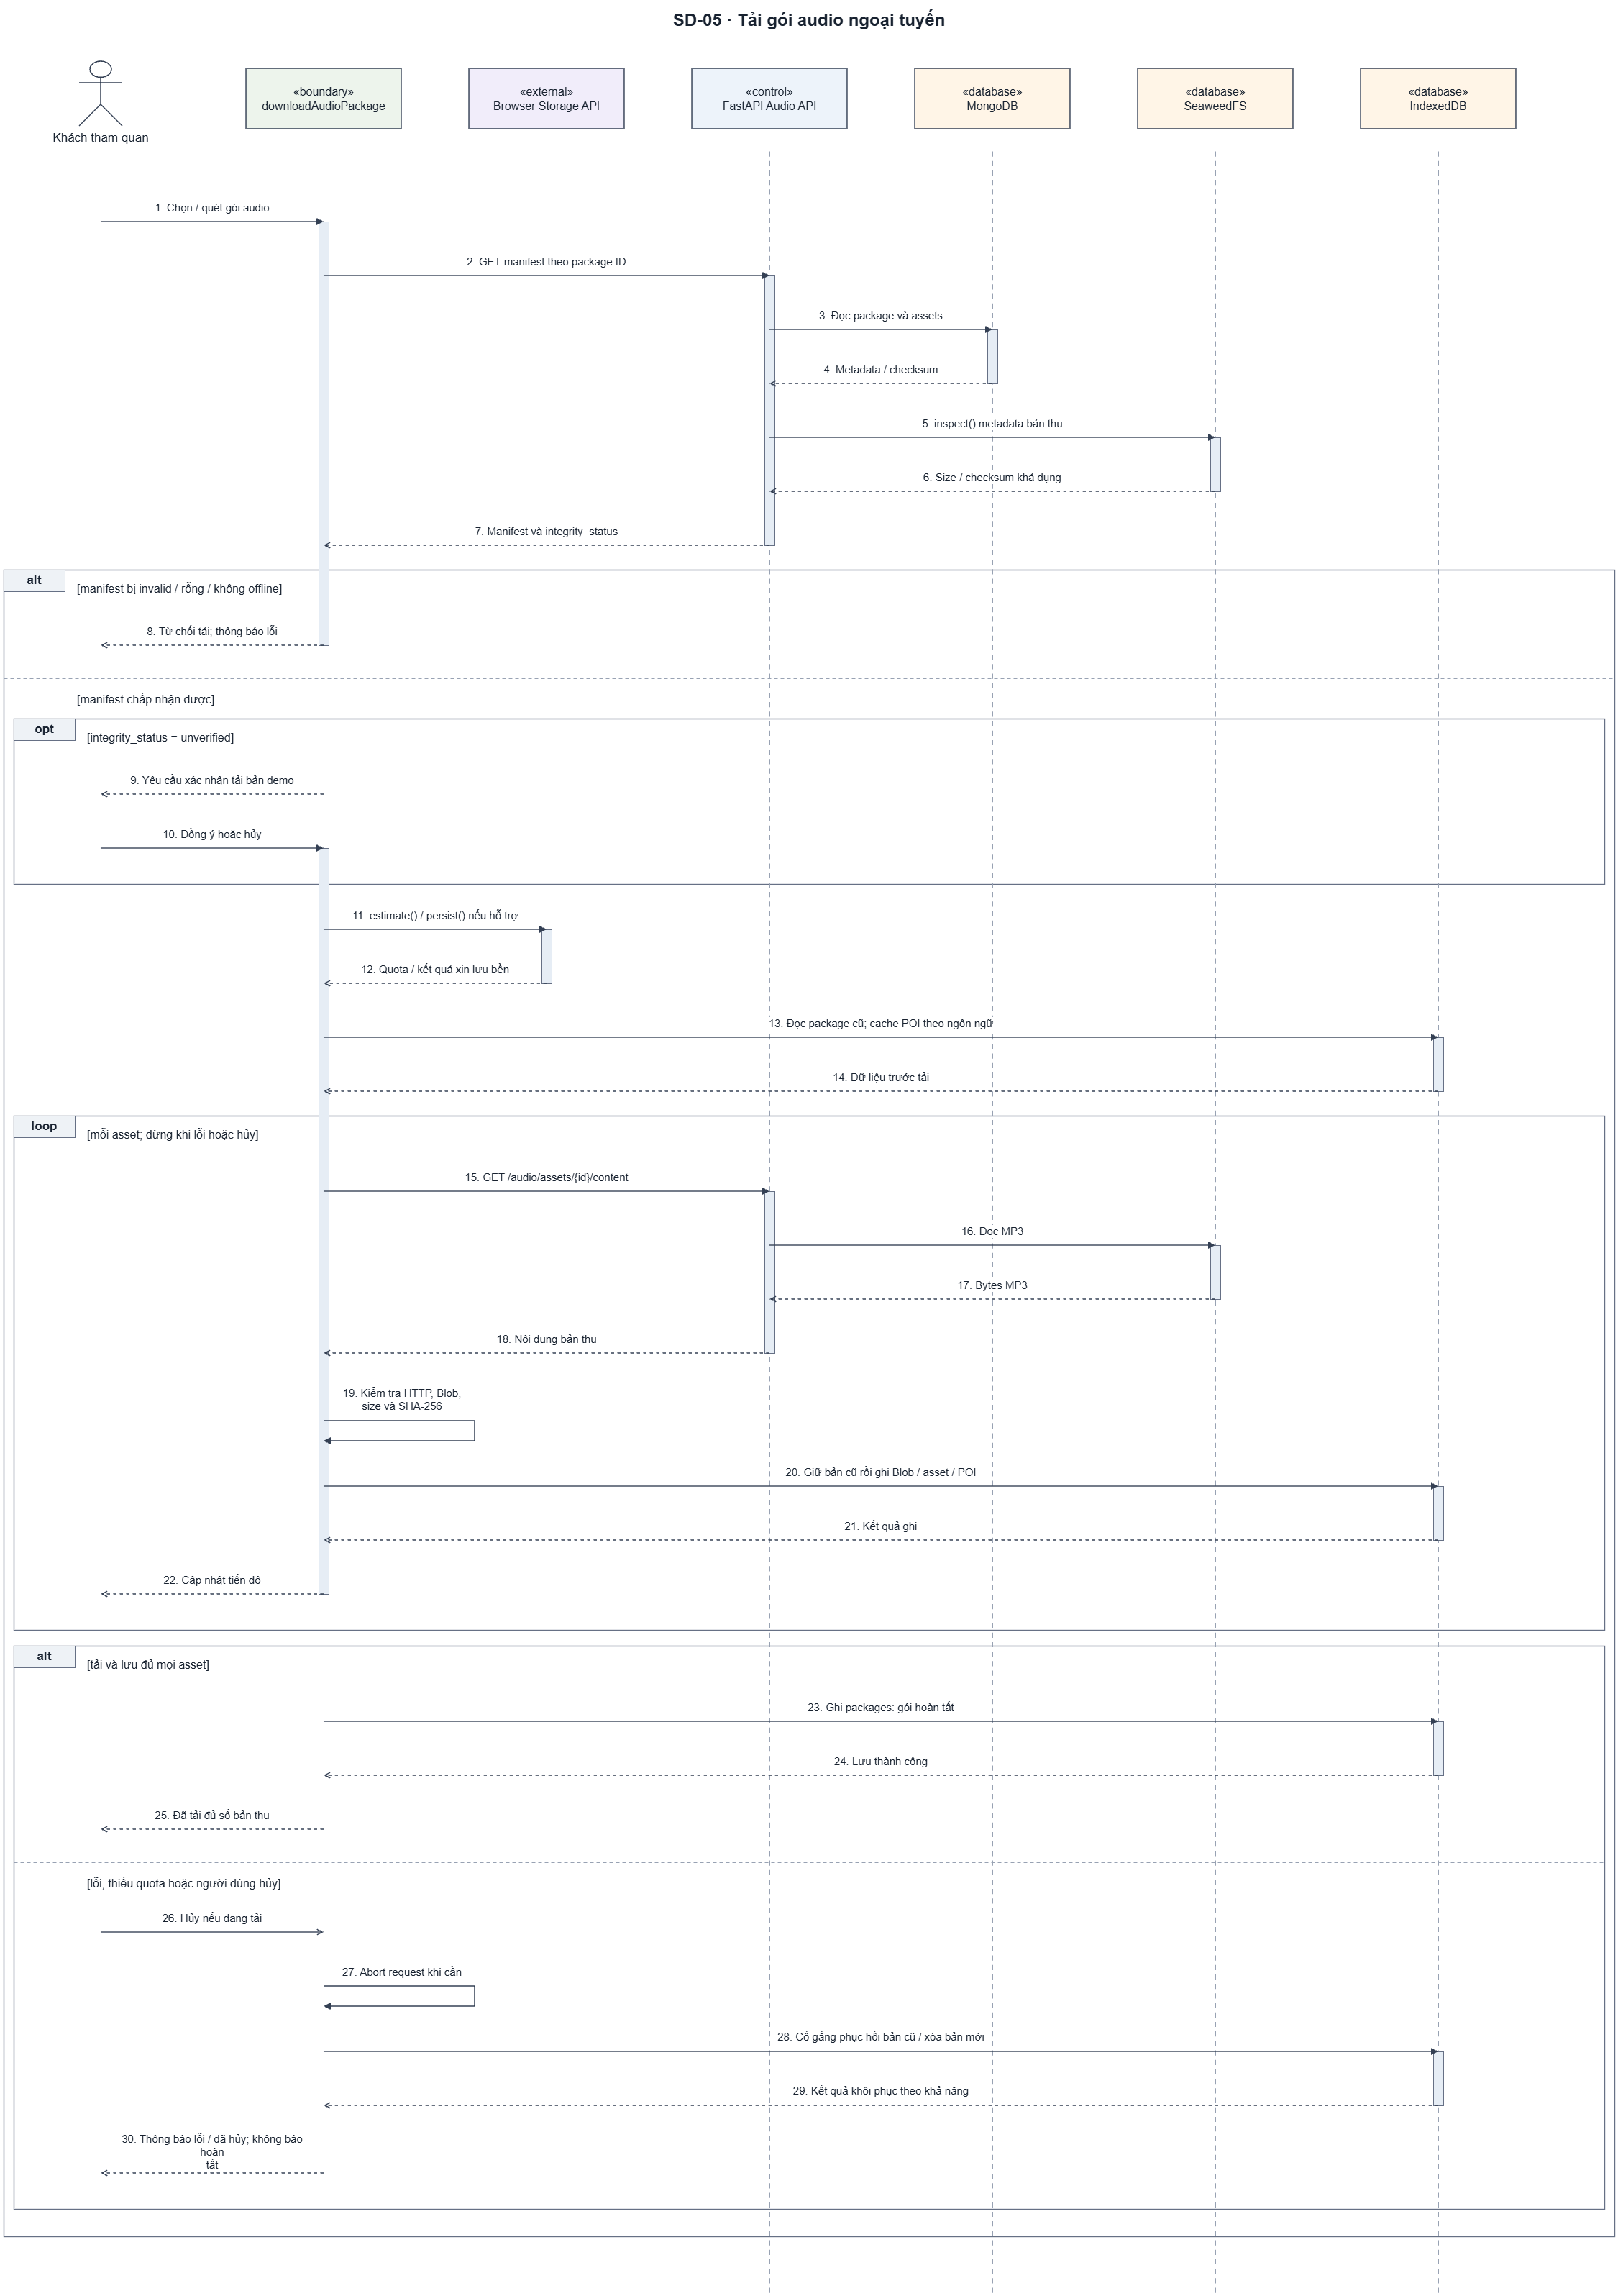 SD-05 · Tải gói audio ngoại tuyến
Khách tham quan
«boundary»
downloadAudioPackage
«external»
Browser Storage API
«control»
FastAPI Audio API
«database»
MongoDB
«database»
SeaweedFS
«database»
IndexedDB
1. Chọn / quét gói audio
2. GET manifest theo package ID
3. Đọc package và assets
4. Metadata / checksum
5. inspect() metadata bản thu
6. Size / checksum khả dụng
7. Manifest và integrity_status
alt
[manifest bị invalid / rỗng / không offline]
8. Từ chối tải; thông báo lỗi
[manifest chấp nhận được]
opt
[integrity_status = unverified]
9. Yêu cầu xác nhận tải bản demo
10. Đồng ý hoặc hủy
11. estimate() / persist() nếu hỗ trợ
12. Quota / kết quả xin lưu bền
13. Đọc package cũ; cache POI theo ngôn ngữ
14. Dữ liệu trước tải
loop
[mỗi asset; dừng khi lỗi hoặc hủy]
15. GET /audio/assets/{id}/content
16. Đọc MP3
17. Bytes MP3
18. Nội dung bản thu
19. Kiểm tra HTTP, Blob,
size và SHA-256
20. Giữ bản cũ rồi ghi Blob / asset / POI
21. Kết quả ghi
22. Cập nhật tiến độ
alt
[tải và lưu đủ mọi asset]
23. Ghi packages: gói hoàn tất
24. Lưu thành công
25. Đã tải đủ số bản thu
[lỗi, thiếu quota hoặc người dùng hủy]
26. Hủy nếu đang tải
27. Abort request khi cần
28. Cố gắng phục hồi bản cũ / xóa bản mới
29. Kết quả khôi phục theo khả năng
30. Thông báo lỗi / đã hủy; không báo
hoàn
tất